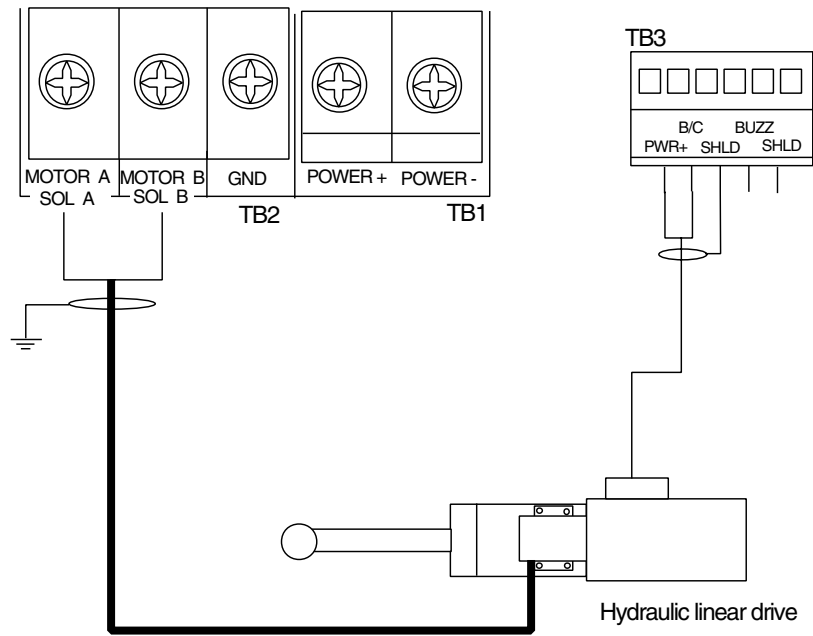 MOTOR A
SOL A
MOTOR B
SOL B
GND
TB2
POWER +
POWER -
TB1
TB3
B/C
BUZZ
PWR+
SHLD
SHLD
Hydraulic linear drive